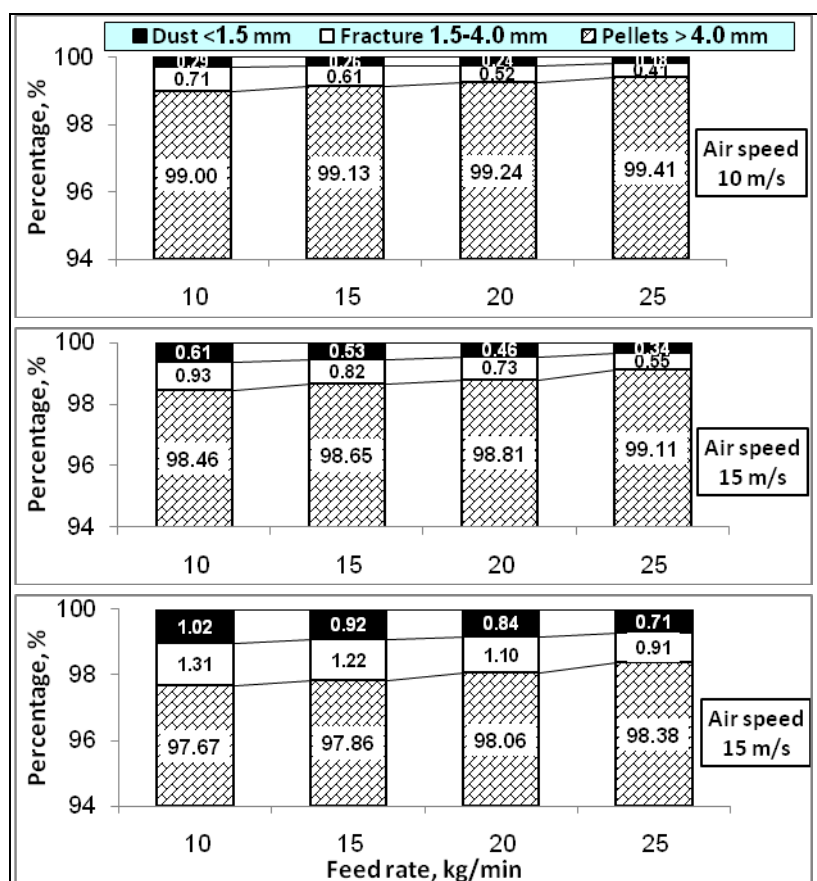 Dust <1.5 mm Fracture 1.5-4.0 mm Pellets > 4.0 mm
Percentage, %
100
98
96
94
0.29 0.26 0.24 0.18
0.71 0.61 0.52 0.41
99.00 99.13 99.24 99.41
10 15 20 25
Air speed
10 m/s
Percentage, %
100
98
96
94
0.61 0.53 0.46 0.34
0.93 0.82 0.73 0.55
98.46 98.65 98.81 99.11
10 15 20 25
Air speed
15 m/s
Percentage, %
100
98
96
94
1.02 0.92 0.84 0.71
1.31 1.22 1.10 0.91
97.67 97.86 98.06 98.38
10 15 20 25
Air speed
15 m/s
Feed rate, kg/min